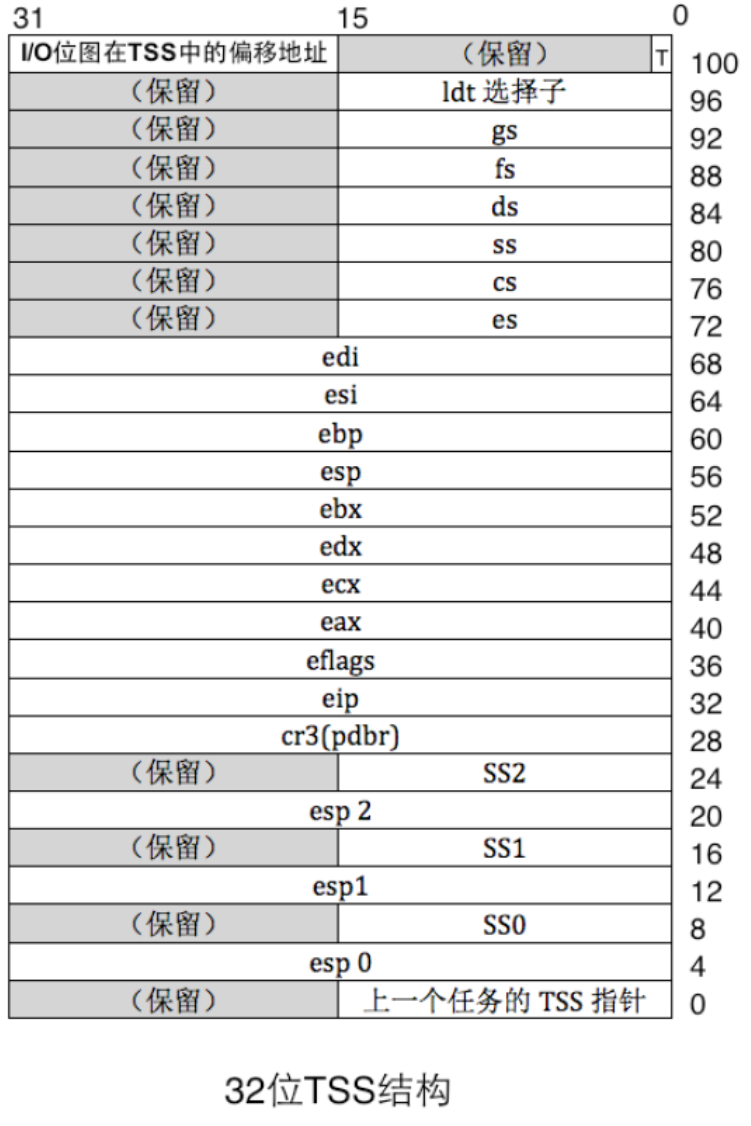 31 15 0
I/O位图在TSS中的偏移地址 （保留） T 100
（保留） ldt 选择子 96
（保留） gs 92
（保留） fs 88
（保留） ds 84
（保留） ss 80
（保留） cs 76
（保留） es 72
edi 68
esi 64
ebp 60
esp 56
ebx 52
edx 48
ecx 44
eax 40
eflags 36
eip 32
cr3(pdbr) 28
（保留） SS2 24
esp 2 20
（保留） SS1 16
esp1 12
（保留） SS0 8
esp 0 4
（保留） 上一个任务的 TSS 指针 0
32位TSS结构